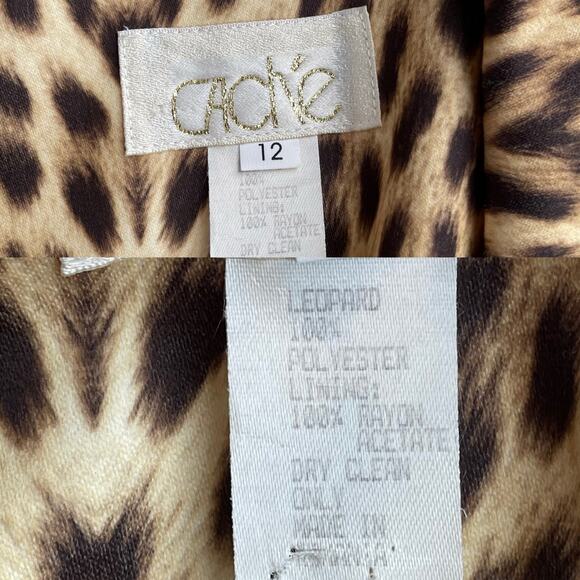 CAChé
12
100%
POLYESTER
LINING:
100% RAYON
ACETATE
DRY CLEAN
LEOPARD
100%
POLYESTER
LINING:
100% RAYON
ACETATE
DRY CLEAN
ONLY
MADE IN